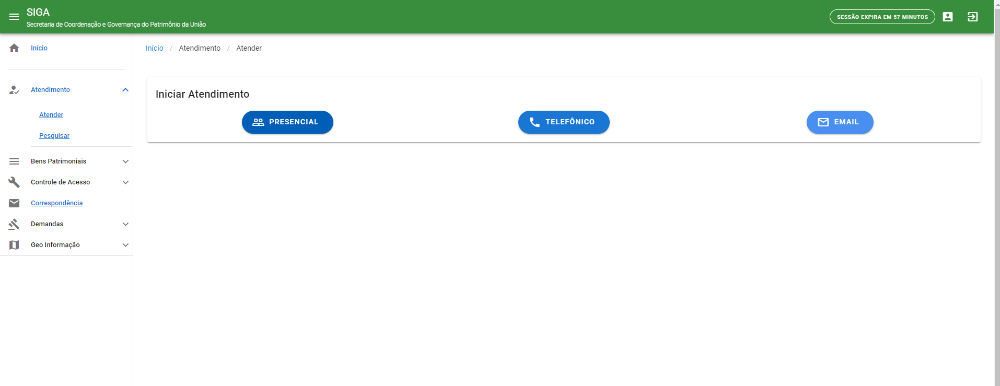 SIGA
Secretaria de Coordenação e Governança do Patrimônio da União
SESSÃO EXPIRA EM 57 MINUTOS
Início
Atendimento
Atender
Pesquisar
Bens Patrimoniais
Controle de Acesso
Correspondência
Demandas
Geo Informação
Início / Atendimento / Atender
Iniciar Atendimento
PRESENCIAL
TELEFÔNICO
EMAIL